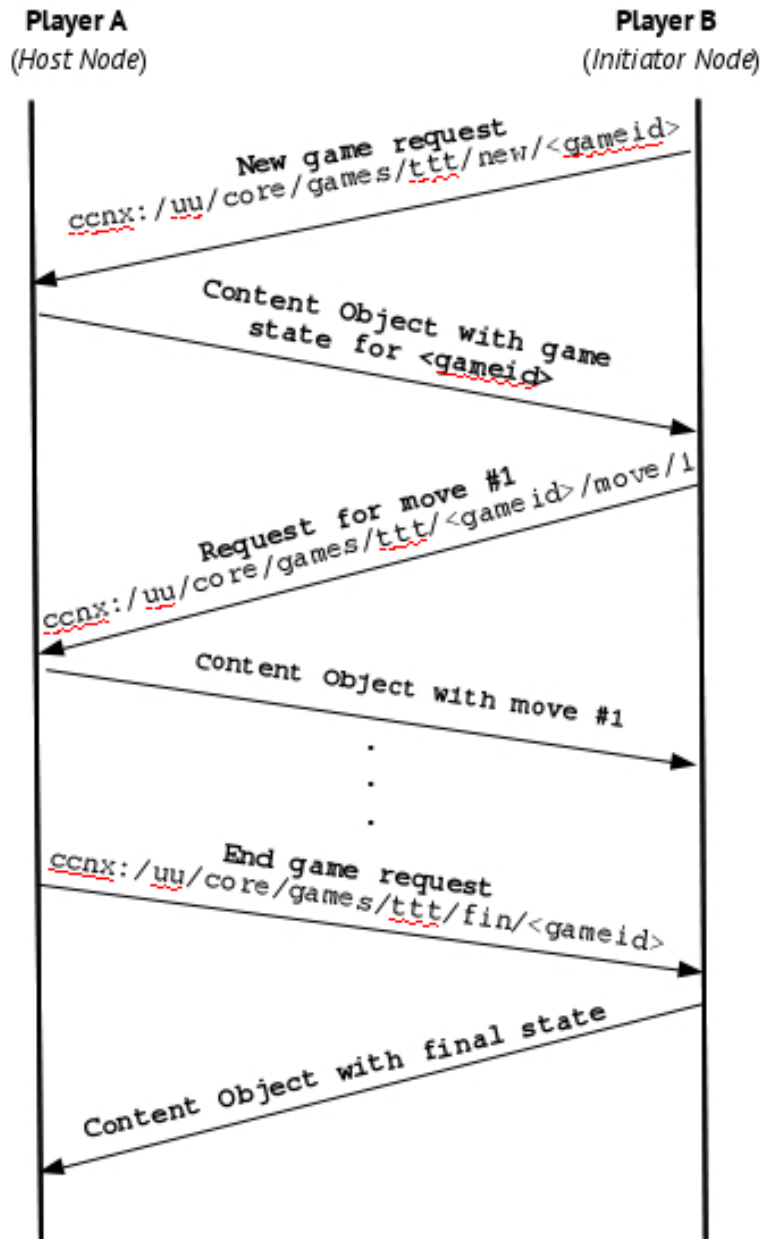 Player A
(Host Node)
Player B
(Initiator Node)
New game request
ccnx:/uu/core/games/ttt/new/<gameid>
Content Object with game
state for <gameid>
Request for move #1
ccnx:/uu/core/games/ttt/<gameid>/move/1
Content Object with move #1
.
.
.
End game request
ccnx:/uu/core/games/ttt/fin/<gameid>
Content Object with final state